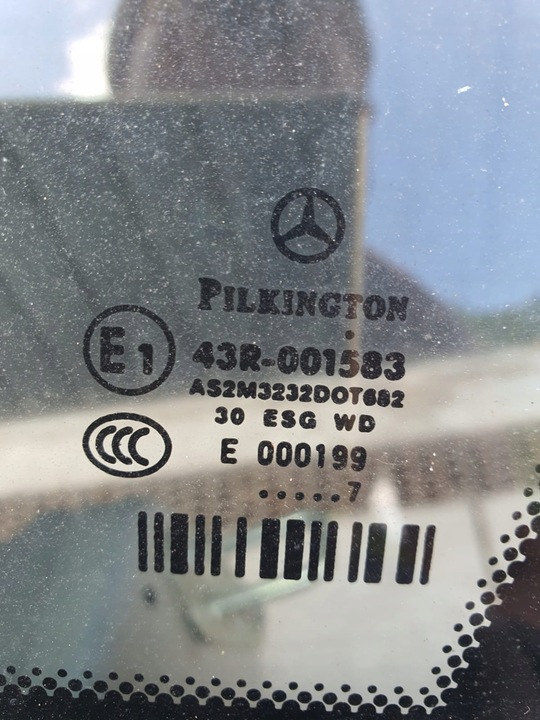 PILKINGTON
E1 43R-001583
AS2M3232DOT682
30 ESG WD
CCC E 000199
.....7